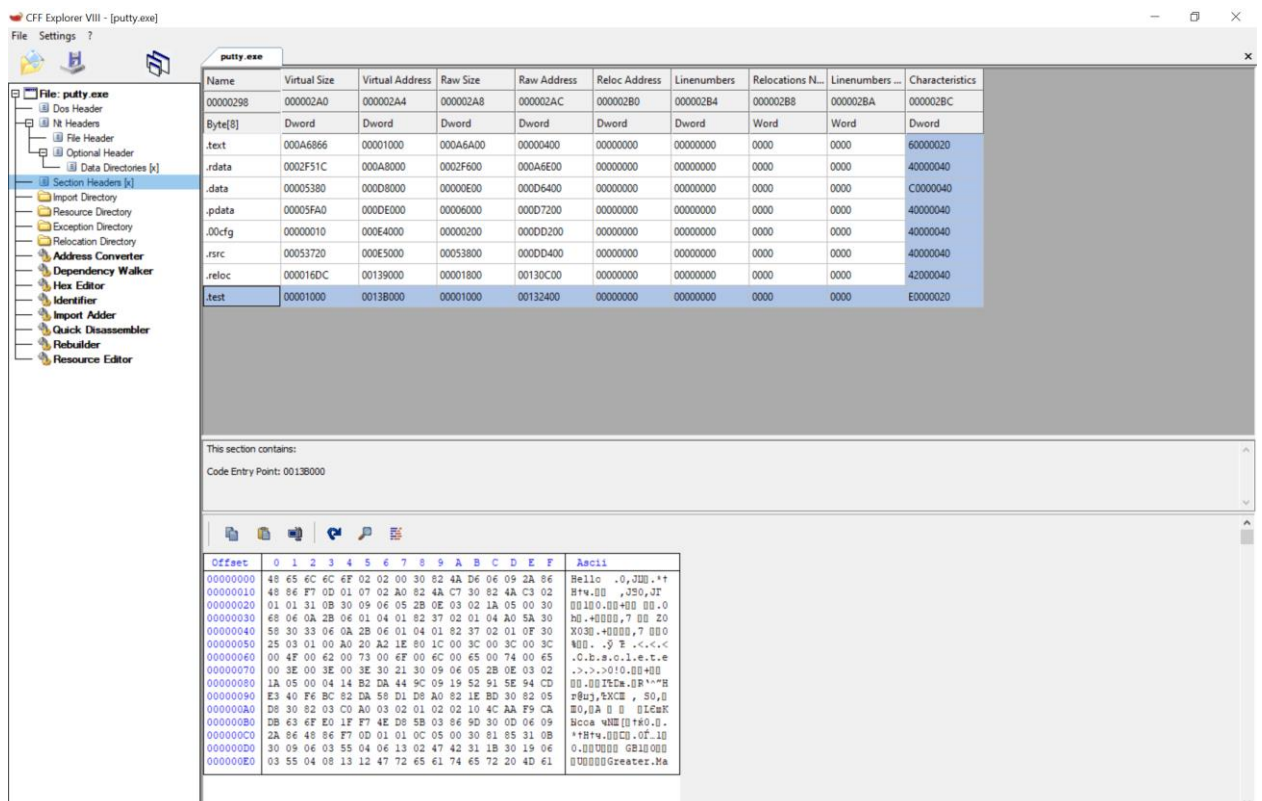 CFF Explorer VIII - [putty.exe]
File Settings ?
putty.exe
File: putty.exe
Dos Header
Nt Headers
File Header
Optional Header
Data Directories [x]
Section Headers [x]
Import Directory
Resource Directory
Exception Directory
Relocation Directory
Address Converter
Dependency Walker
Hex Editor
Identifier
Import Adder
Quick Disassembler
Rebuilder
Resource Editor
Name Virtual Size Virtual Address Raw Size Raw Address Reloc Address Linenumbers Relocations N... Linenumbers ... Characteristics
00000298 000002A0 000002A4 000002A8 000002AC 000002B0 000002B4 000002B8 000002BA 000002BC
Byte[8] Dword Dword Dword Dword Dword Dword Word Word Dword
.text 000A6866 00001000 000A6A00 00000400 00000000 00000000 0000 0000 60000020
.rdata 0002F51C 000A8000 0002F600 000A6E00 00000000 00000000 0000 0000 40000040
.data 00005380 000D8000 00000E00 000D6400 00000000 00000000 0000 0000 C0000040
.pdata 00005FA0 000DE000 00006000 000D7200 00000000 00000000 0000 0000 40000040
.00cfg 00000010 000E4000 00000200 000DD200 00000000 00000000 0000 0000 40000040
.rsrc 00053720 000E5000 00053800 000DD400 00000000 00000000 0000 0000 40000040
.reloc 000016DC 00139000 00001800 00130C00 00000000 00000000 0000 0000 42000040
.test 00001000 0013B000 00001000 00132400 00000000 00000000 0000 0000 E0000020
This section contains:
Code Entry Point: 0013B000
Offset 0 1 2 3 4 5 6 7 8 9 A B C D E F Ascii
00000000 48 65 6C 6C 6F 02 02 00 30 82 4A D6 06 09 2A 86 Hello
00000010 48 86 F7 0D 01 07 02 A0 82 4A C7 30 82 4A C3 02
00000020 01 01 31 0B 30 09 06 05 2B 0E 03 02 1A 05 00 30
00000030 68 06 0A 2B 06 01 04 01 82 37 02 01 04 A0 5A 30
00000040 58 30 33 06 0A 2B 06 01 04 01 82 37 02 01 0F 30
00000050 25 03 01 00 A0 20 A2 1E 80 1C 00 3C 00 3C 00 3C
00000060 00 4F 00 62 00 73 00 6F 00 6C 00 65 00 74 00 65 .O.b.s.o.l.e.t.e
00000070 00 3E 00 3E 00 3E 30 21 30 09 06 05 2B 0E 03 02
00000080 1A 05 00 04 14 B2 DA 44 9C 09 19 52 91 5E 94 CD
00000090 E3 40 F6 BC 82 DA 58 D1 D8 A0 82 1E BD 30 82 05
000000A0 D8 30 82 03 C0 A0 03 02 01 02 02 10 4C AA F9 CA
000000B0 DB 63 6F E0 1F F7 4E D8 5B 03 86 9D 30 0D 06 09
000000C0 2A 86 48 86 F7 0D 01 01 0C 05 00 30 81 85 31 0B
000000D0 30 09 06 03 55 04 06 13 02 47 42 31 1B 30 19 06
000000E0 03 55 04 08 13 12 47 72 65 61 74 65 72 20 4D 61 Greater.Ma